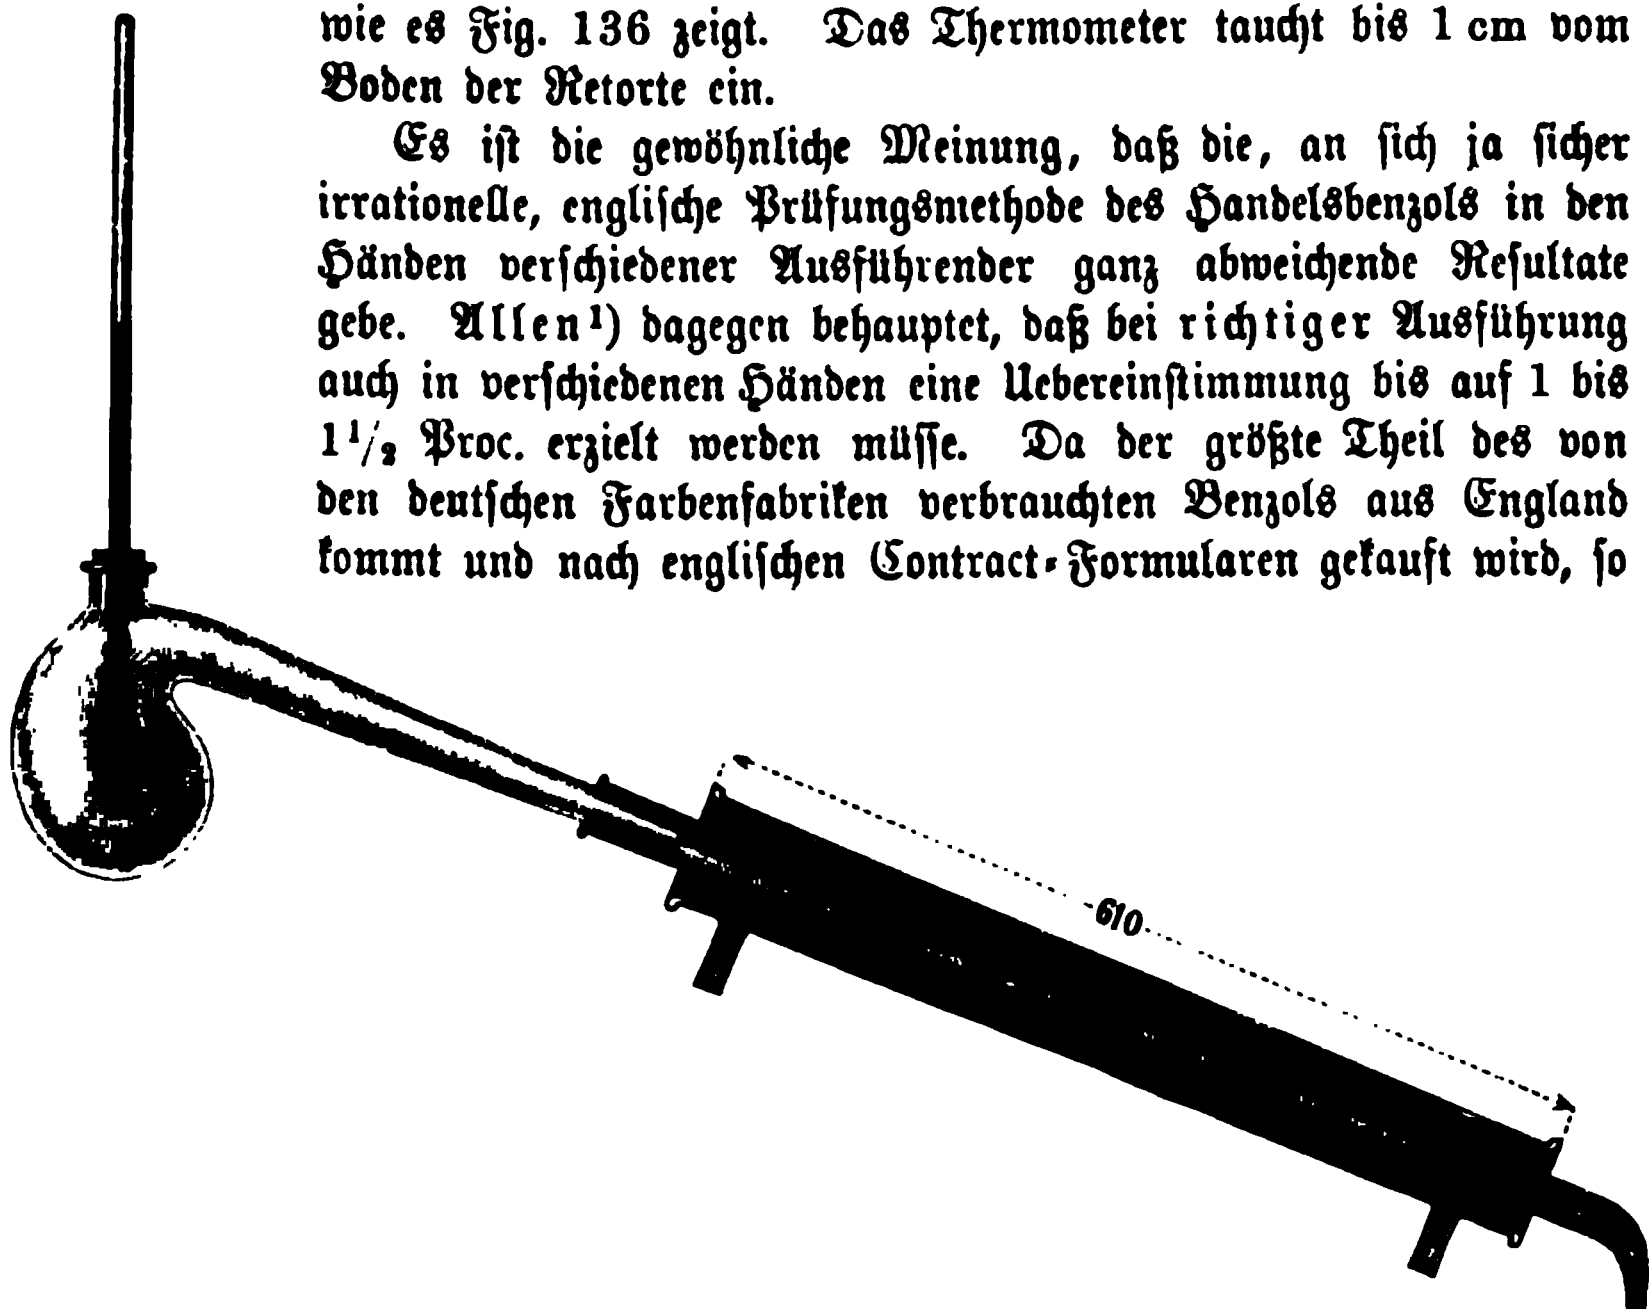 wie es Fig. 136 zeigt. Das Thermometer taucht bis 1 cm vom
Boden der Retorte ein.
Es ist die gewöhnliche Meinung, daß die, an sich ja sicher
irrationelle, englische Prüfungsmethode des Handelsbenzols in den
Händen verschiedener Ausführender ganz abweichende Resultate
gebe. Allen¹) dagegen behauptet, daß bei richtiger Ausführung
auch in verschiedenen Händen eine Uebereinstimmung bis auf 1 bis
1¹/₂ Proc. erzielt werden müsse. Da der größte Theil des von
den deutschen Farbenfabriken verbrauchten Benzols aus England
kommt und nach englischen Contract-Formularen gekauft wird, so
610